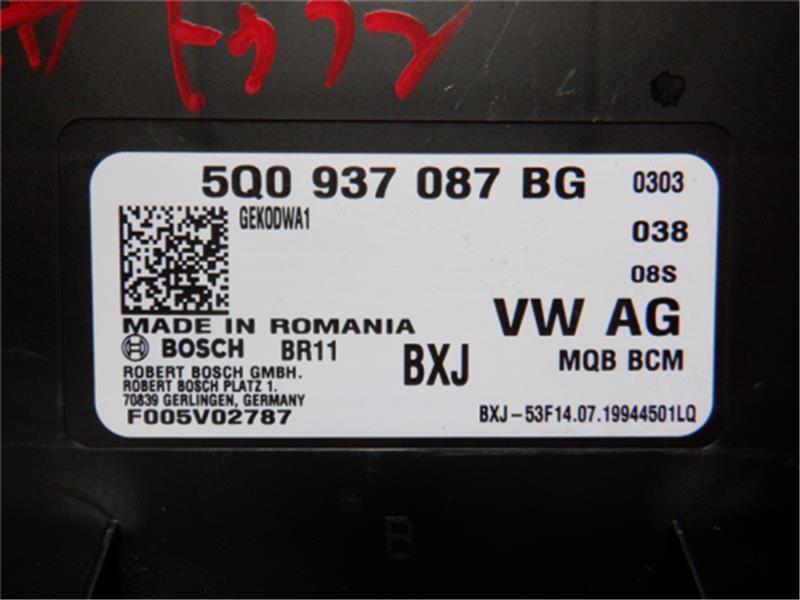 5Q0 937 087 BG 0303
GEKODWA1
038
08S
MADE IN ROMANIA
VW AG
BOSCH BR11 BXJ MQB BCM
ROBERT BOSCH GMBH.
ROBERT BOSCH PLATZ 1.
70839 GERLINGEN, GERMANY
F005V02787
BXJ-53F14.07.19944501LQ
B